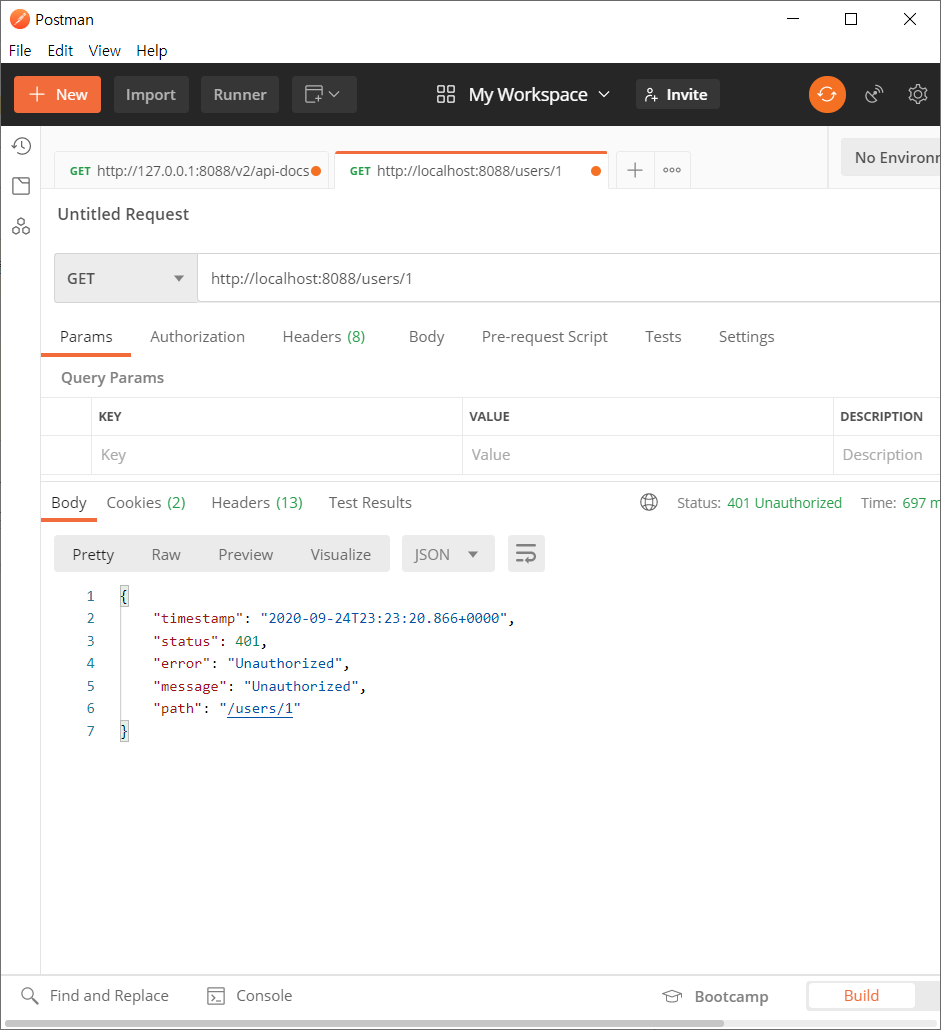 Postman
File Edit View Help
New Import Runner My Workspace Invite
GET http://127.0.0.1:8088/v2/api-docs GET http://localhost:8088/users/1 No Environ
Untitled Request
GET http://localhost:8088/users/1
Params Authorization Headers (8) Body Pre-request Script Tests Settings
Query Params
KEY VALUE DESCRIPTION
Key Value Description
Body Cookies (2) Headers (13) Test Results Status: 401 Unauthorized Time: 697 m
Pretty Raw Preview Visualize JSON
1 {
2 "timestamp": "2020-09-24T23:23:20.866+0000",
3 "status": 401,
4 "error": "Unauthorized",
5 "message": "Unauthorized",
6 "path": "/users/1"
7 }
Find and Replace Console Bootcamp Build